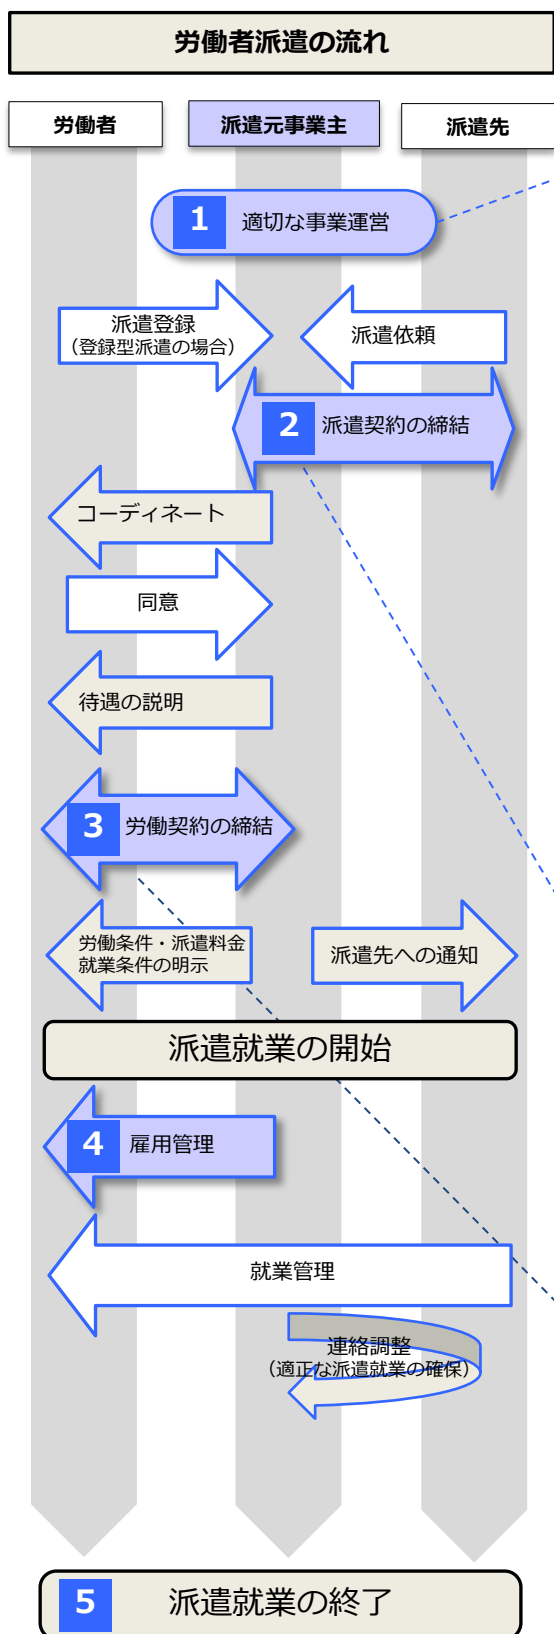 労働者派遣の流れ
労働者
派遣元事業主
派遣先
1 適切な事業運営
派遣登録
（登録型派遣の場合）
派遣依頼
2 派遣契約の締結
コーディネート
同意
待遇の説明
3 労働契約の締結
労働条件・派遣料金
就業条件の明示
派遣先への通知
派遣就業の開始
4 雇用管理
就業管理
連絡調整
（適正な派遣就業の確保）
5 派遣就業の終了